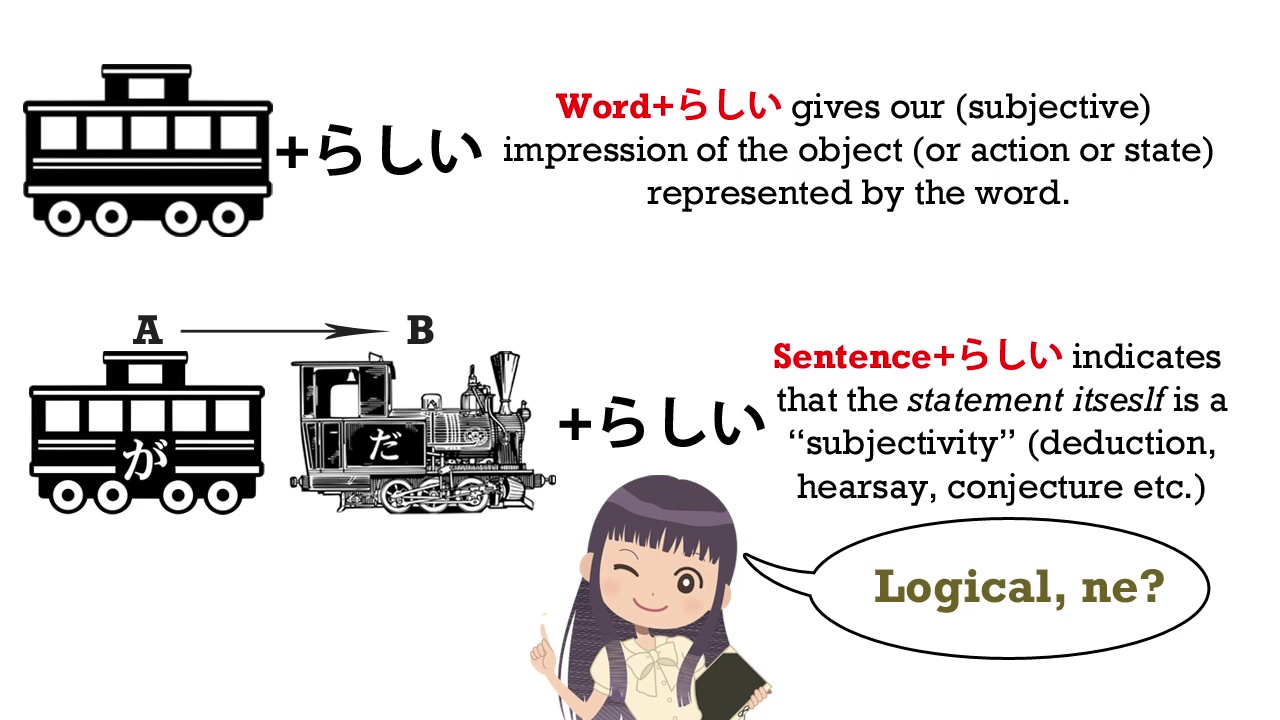 +らしい
Word+らしい gives our (subjective)
impression of the object (or action or state)
represented by the word.
A B
が
だ
+らしい
Sentence+らしい indicates
that the statement itseslf is a
“subjectivity” (deduction,
hearsay, conjecture etc.)
Logical, ne?